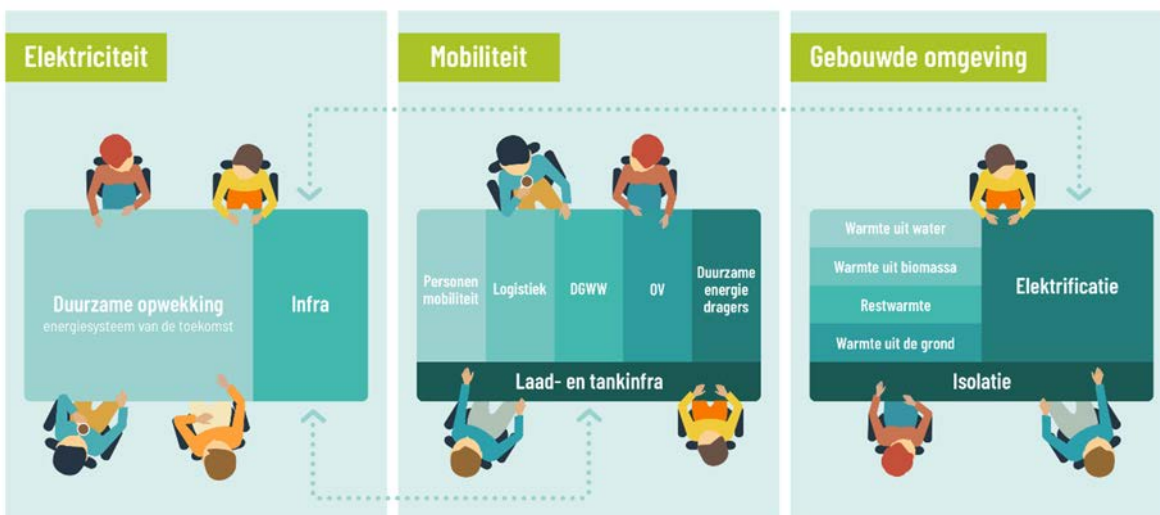 Elektriciteit
Duurzame opwekking
energiesysteem van de toekomst
Infra
Mobiliteit
Personen
mobiliteit
Logistiek
DGWW
OV
Duurzame
energie
dragers
Laad- en tankinfra
Gebouwde omgeving
Warmte uit water
Warmte uit biomassa
Restwarmte
Warmte uit de grond
Elektrificatie
Isolatie